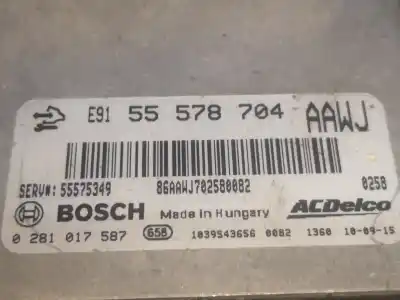 E91 55 578 704 AAWJ
SERV#: 55575349 86AAWJ702580082 0258
BOSCH Made in Hungary ACDelco
0 281 017 587 658 1039S43656 0082 1360 10-09-15